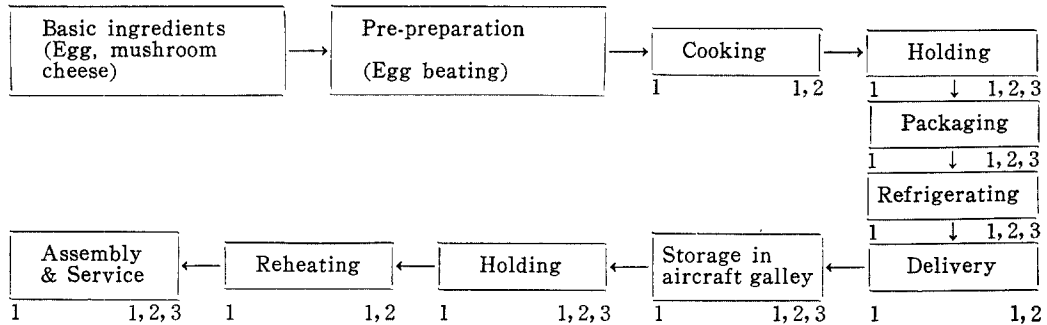 Basic ingredients
(Egg, mushroom
cheese)
Pre-preparation
(Egg beating)
Cooking
1 1, 2
Holding
1 ↓ 1, 2, 3
Packaging
1 ↓ 1, 2, 3
Refrigerating
1 ↓ 1, 2, 3
Delivery
1 1, 2
Storage in
aircraft galley
1 1, 2, 3
Holding
1 1, 2, 3
Reheating
1 1, 2
Assembly
& Service
1 1, 2, 3